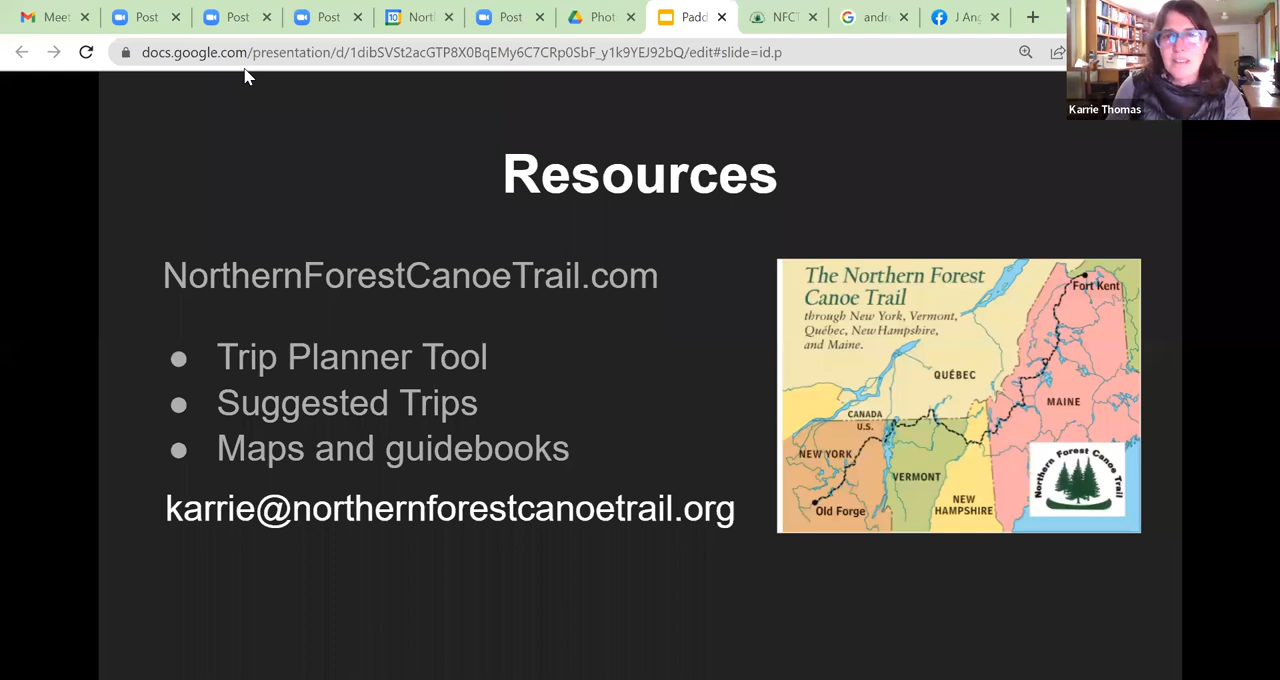 Meet
Post
Post
Post
10
North
Post
Phot
Padd
NFCT
andr
J Ang
docs.google.com/presentation/d/1dibSVSt2acGTP8X0BqEMy6C7CRp0SbF_y1k9YEJ92bQ/edit#slide=id.p
Karrie Thomas
Resources
NorthernForestCanoeTrail.com
● Trip Planner Tool
● Suggested Trips
● Maps and guidebooks
karrie@northernforestcanoetrail.org
The Northern Forest
Canoe Trail
through New York, Vermont,
Québec, New Hampshire,
and Maine.
Fort Kent
QUÉBEC
MAINE
CANADA
U.S.
NEW YORK
VERMONT
NEW
HAMPSHIRE
Old Forge
Northern Forest Canoe Trail